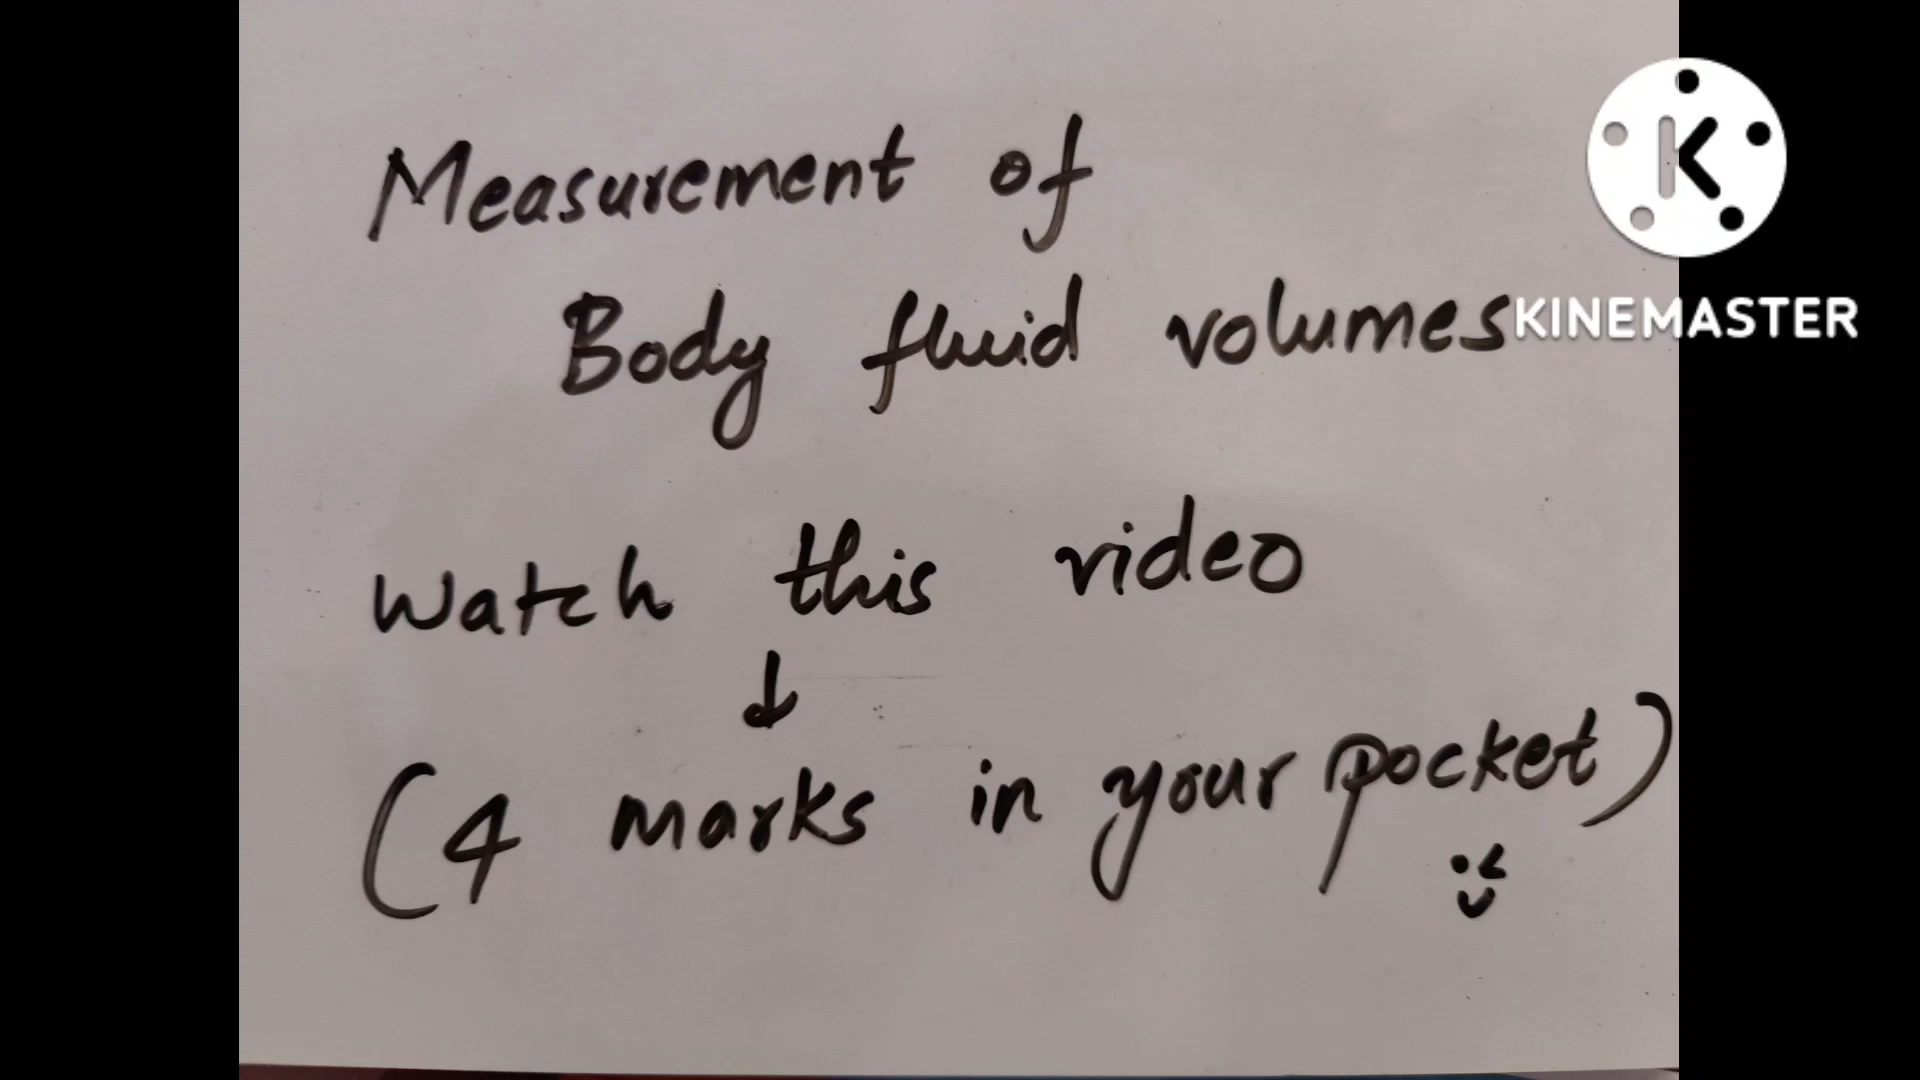 Measurement of
Body fluid volumes
KINEMASTER
Watch this video
↓
(4 marks in your pocket)